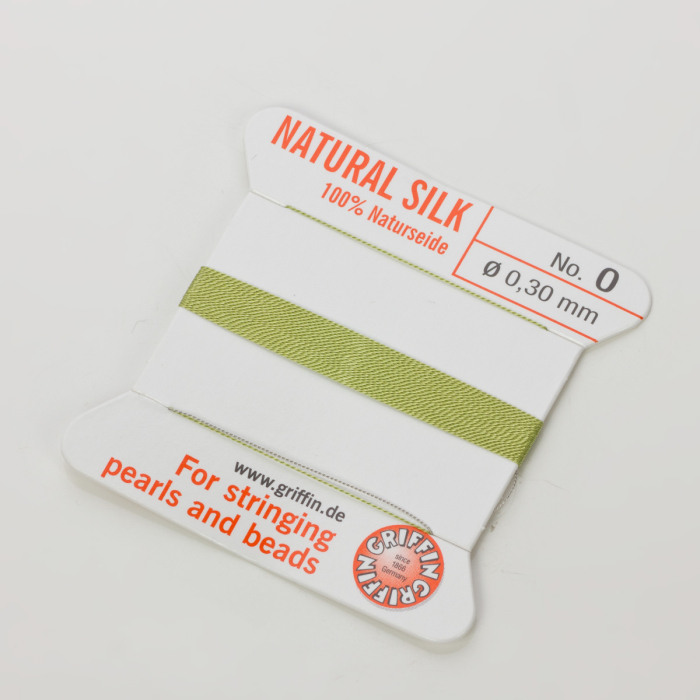 NATURAL SILK
100% Naturseide
No. 0
Ø 0,30 mm
www.griffin.de
For stringing
pearls and beads
GRIFFIN GRIFFIN
since
1866
Germany